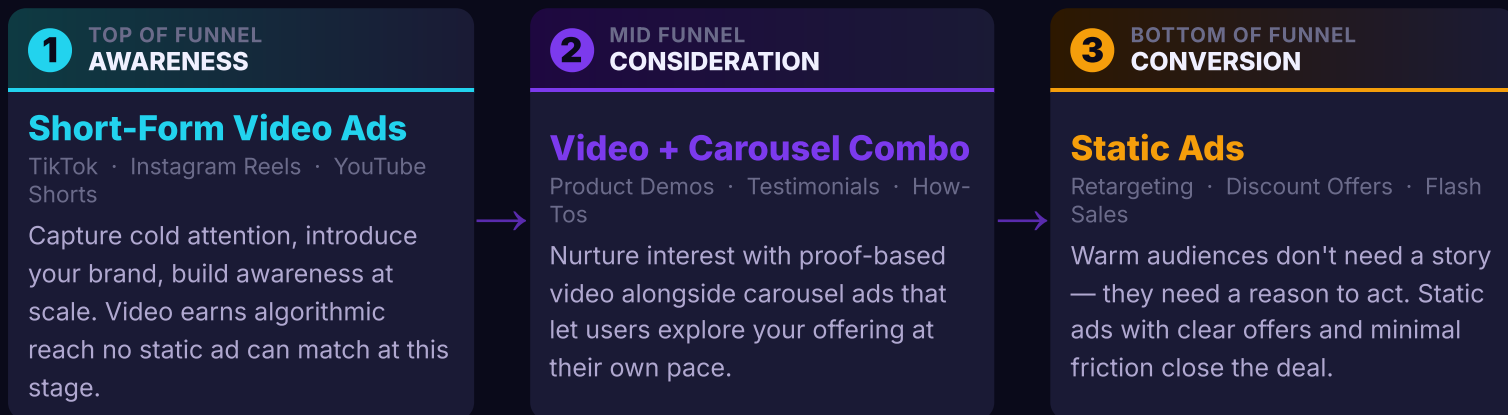 1 TOP OF FUNNEL
AWARENESS
Short-Form Video Ads
TikTok · Instagram Reels · YouTube
Shorts
Capture cold attention, introduce
your brand, build awareness at
scale. Video earns algorithmic
reach no static ad can match at this
stage.
→
2 MID FUNNEL
CONSIDERATION
Video + Carousel Combo
Product Demos · Testimonials · How-
Tos
Nurture interest with proof-based
video alongside carousel ads that
let users explore your offering at
their own pace.
→
3 BOTTOM OF FUNNEL
CONVERSION
Static Ads
Retargeting · Discount Offers · Flash
Sales
Warm audiences don't need a story
— they need a reason to act. Static
ads with clear offers and minimal
friction close the deal.